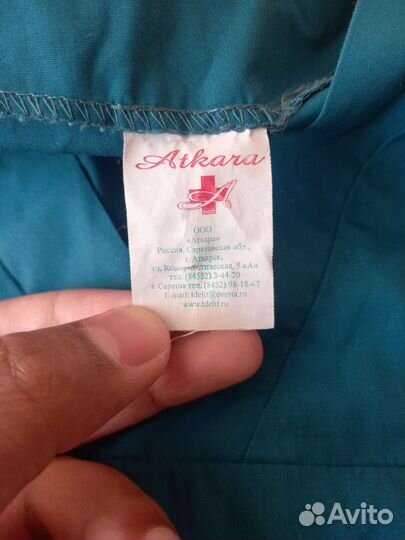 Atkara
A
ООО
«Аткара»
Россия, Саратовская обл.,
г. Аткарск,
ул. Коммунистическая, 5 «А»
тел. (84552) 3-44-20
г. Саратов тел. (8452) 98-18-67
E-mail: tdelit@overta.ru
www.tdelit.ru
Avito